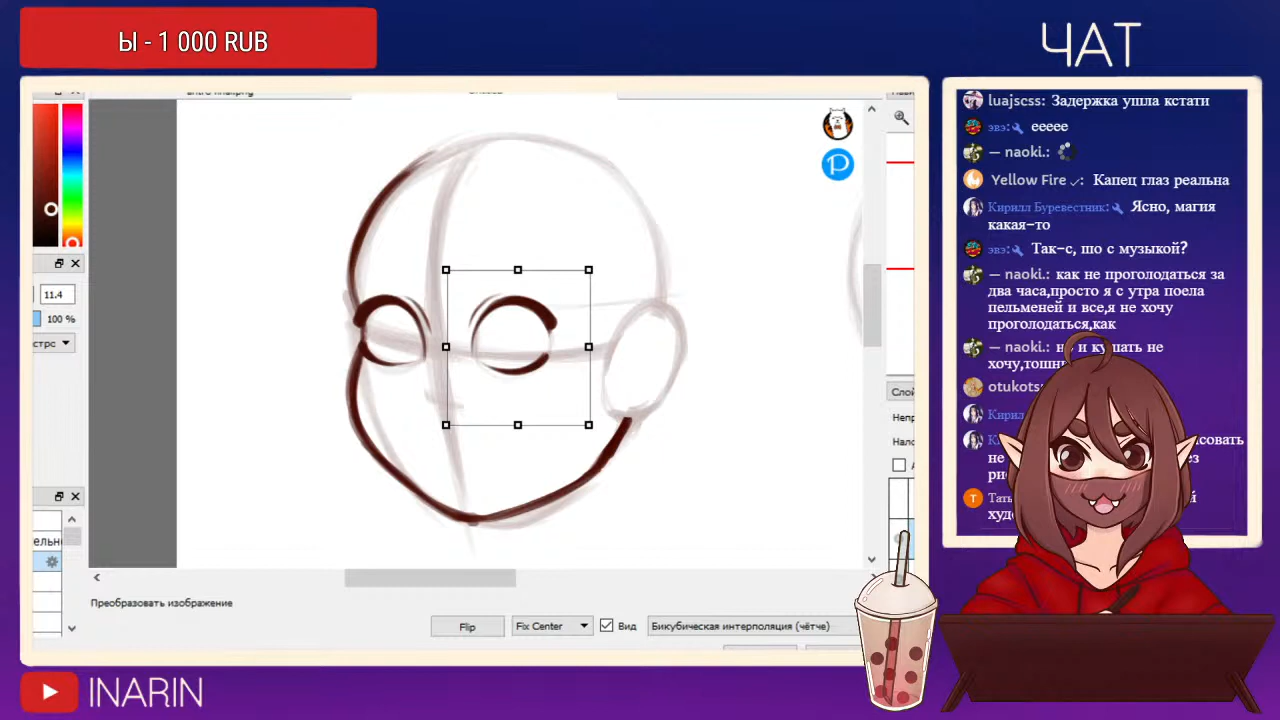 Ы - 1 000 RUB
ЧАТ
luajscss: Задержка ушла кстати
эвэ: еееее
— naoki.:
Yellow Fire: Капец глаз реальна
Кирилл Буревестник: Ясно, магия
какая-то
эвэ: Так-с, шо с музыкой?
— naoki.: как не проголодаться за
два часа,просто я с утра поела
пельменей и все,я не хочу
проголодаться,как
— naoki.: и кушать не
хочу
otukots
11.4
100 %
Преобразовать изображение
Flip
Fix Center
Вид
Бикубическая интерполяция (чётче)
INARIN